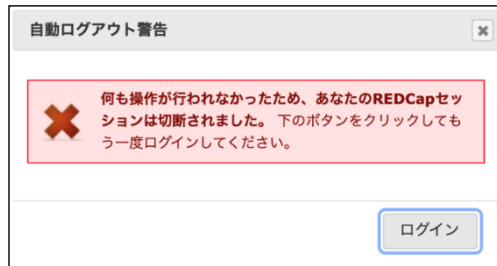 自動ログアウト警告
何も操作が行われなかったため、あなたのREDCapセッ
ションは切断されました。 下のボタンをクリックしても
う一度ログインしてください。
ログイン